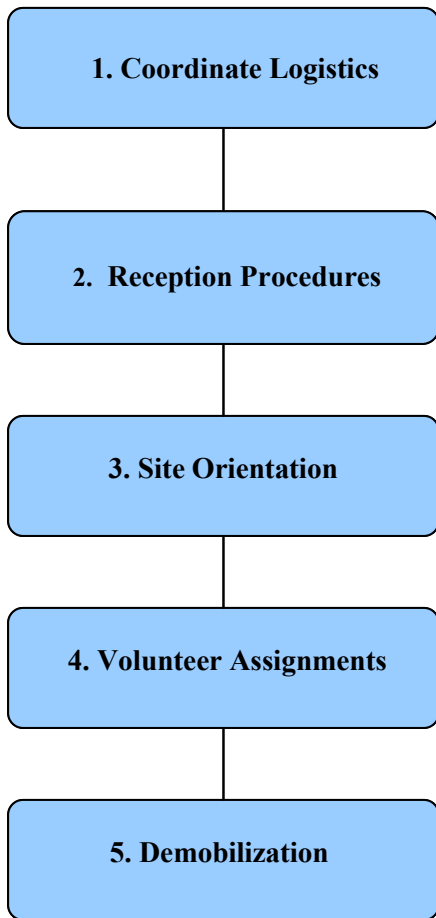 1. Coordinate Logistics
2. Reception Procedures
3. Site Orientation
4. Volunteer Assignments
5. Demobilization